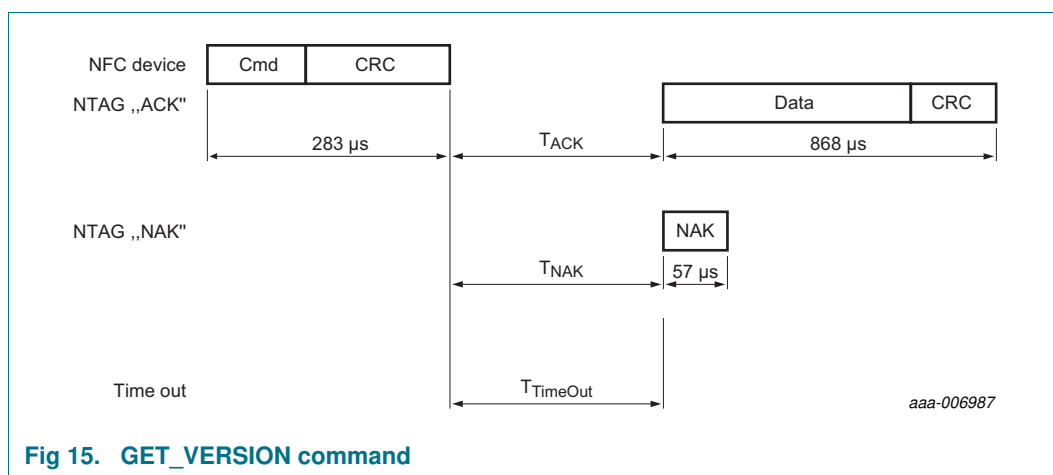 NFC device Cmd CRC
NTAG ,,ACK" Data CRC
283 µs TACK 868 µs
NTAG ,,NAK" NAK
TNAK 57 µs
Time out TTimeOut aaa-006987
Fig 15. GET_VERSION command